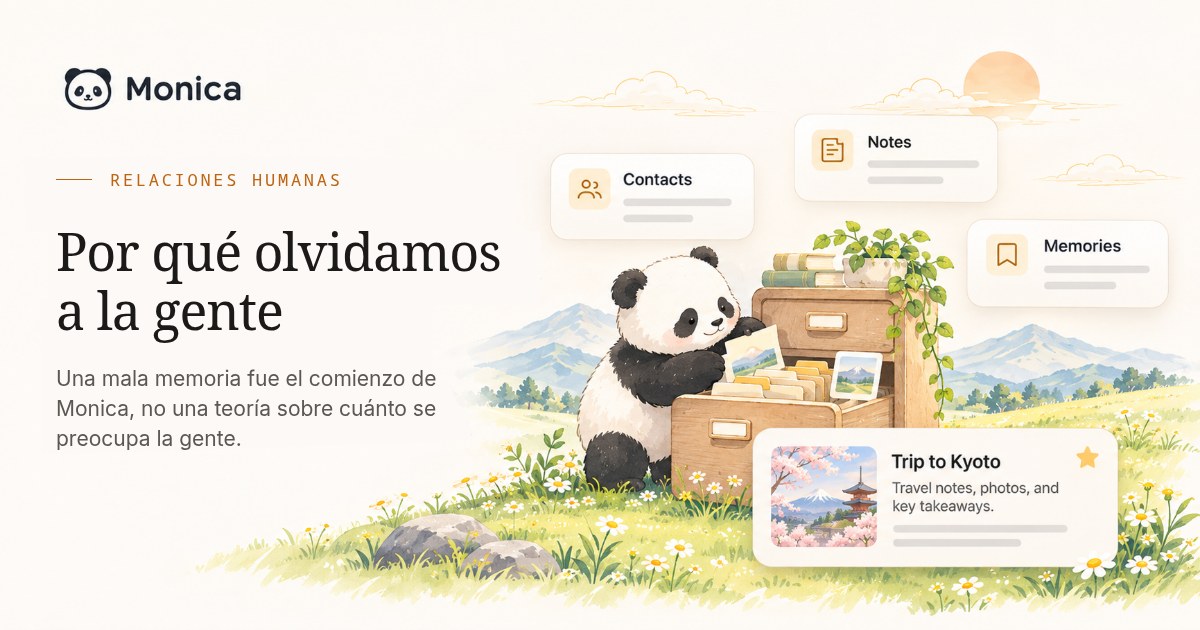 Monica
RELACIONES HUMANAS
Por qué olvidamos
a la gente
Una mala memoria fue el comienzo de
Monica, no una teoría sobre cuánto se
preocupa la gente.
Contacts
Notes
Memories
Trip to Kyoto
Travel notes, photos, and
key takeaways.